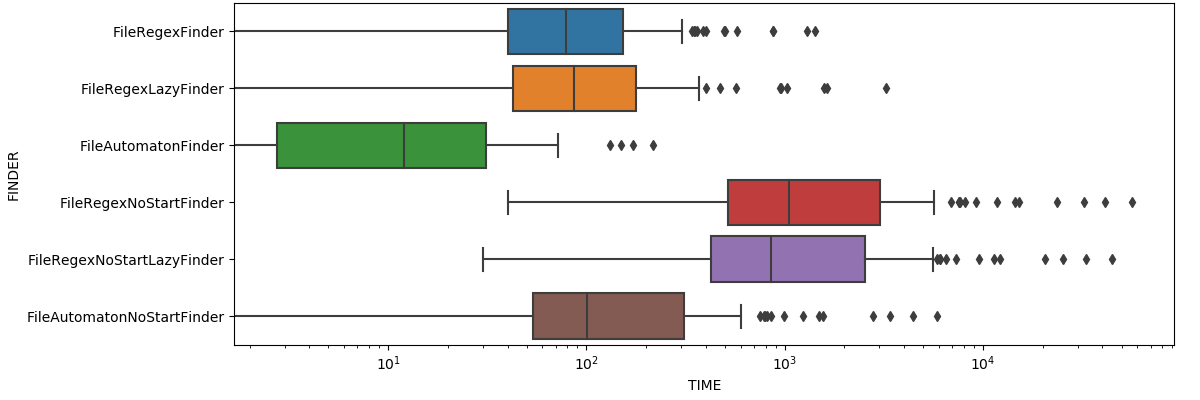 FINDER
FileRegexFinder
FileRegexLazyFinder
FileAutomatonFinder
FileRegexNoStartFinder
FileRegexNoStartLazyFinder
FileAutomatonNoStartFinder
10¹ 10² 10³ 10⁴
TIME